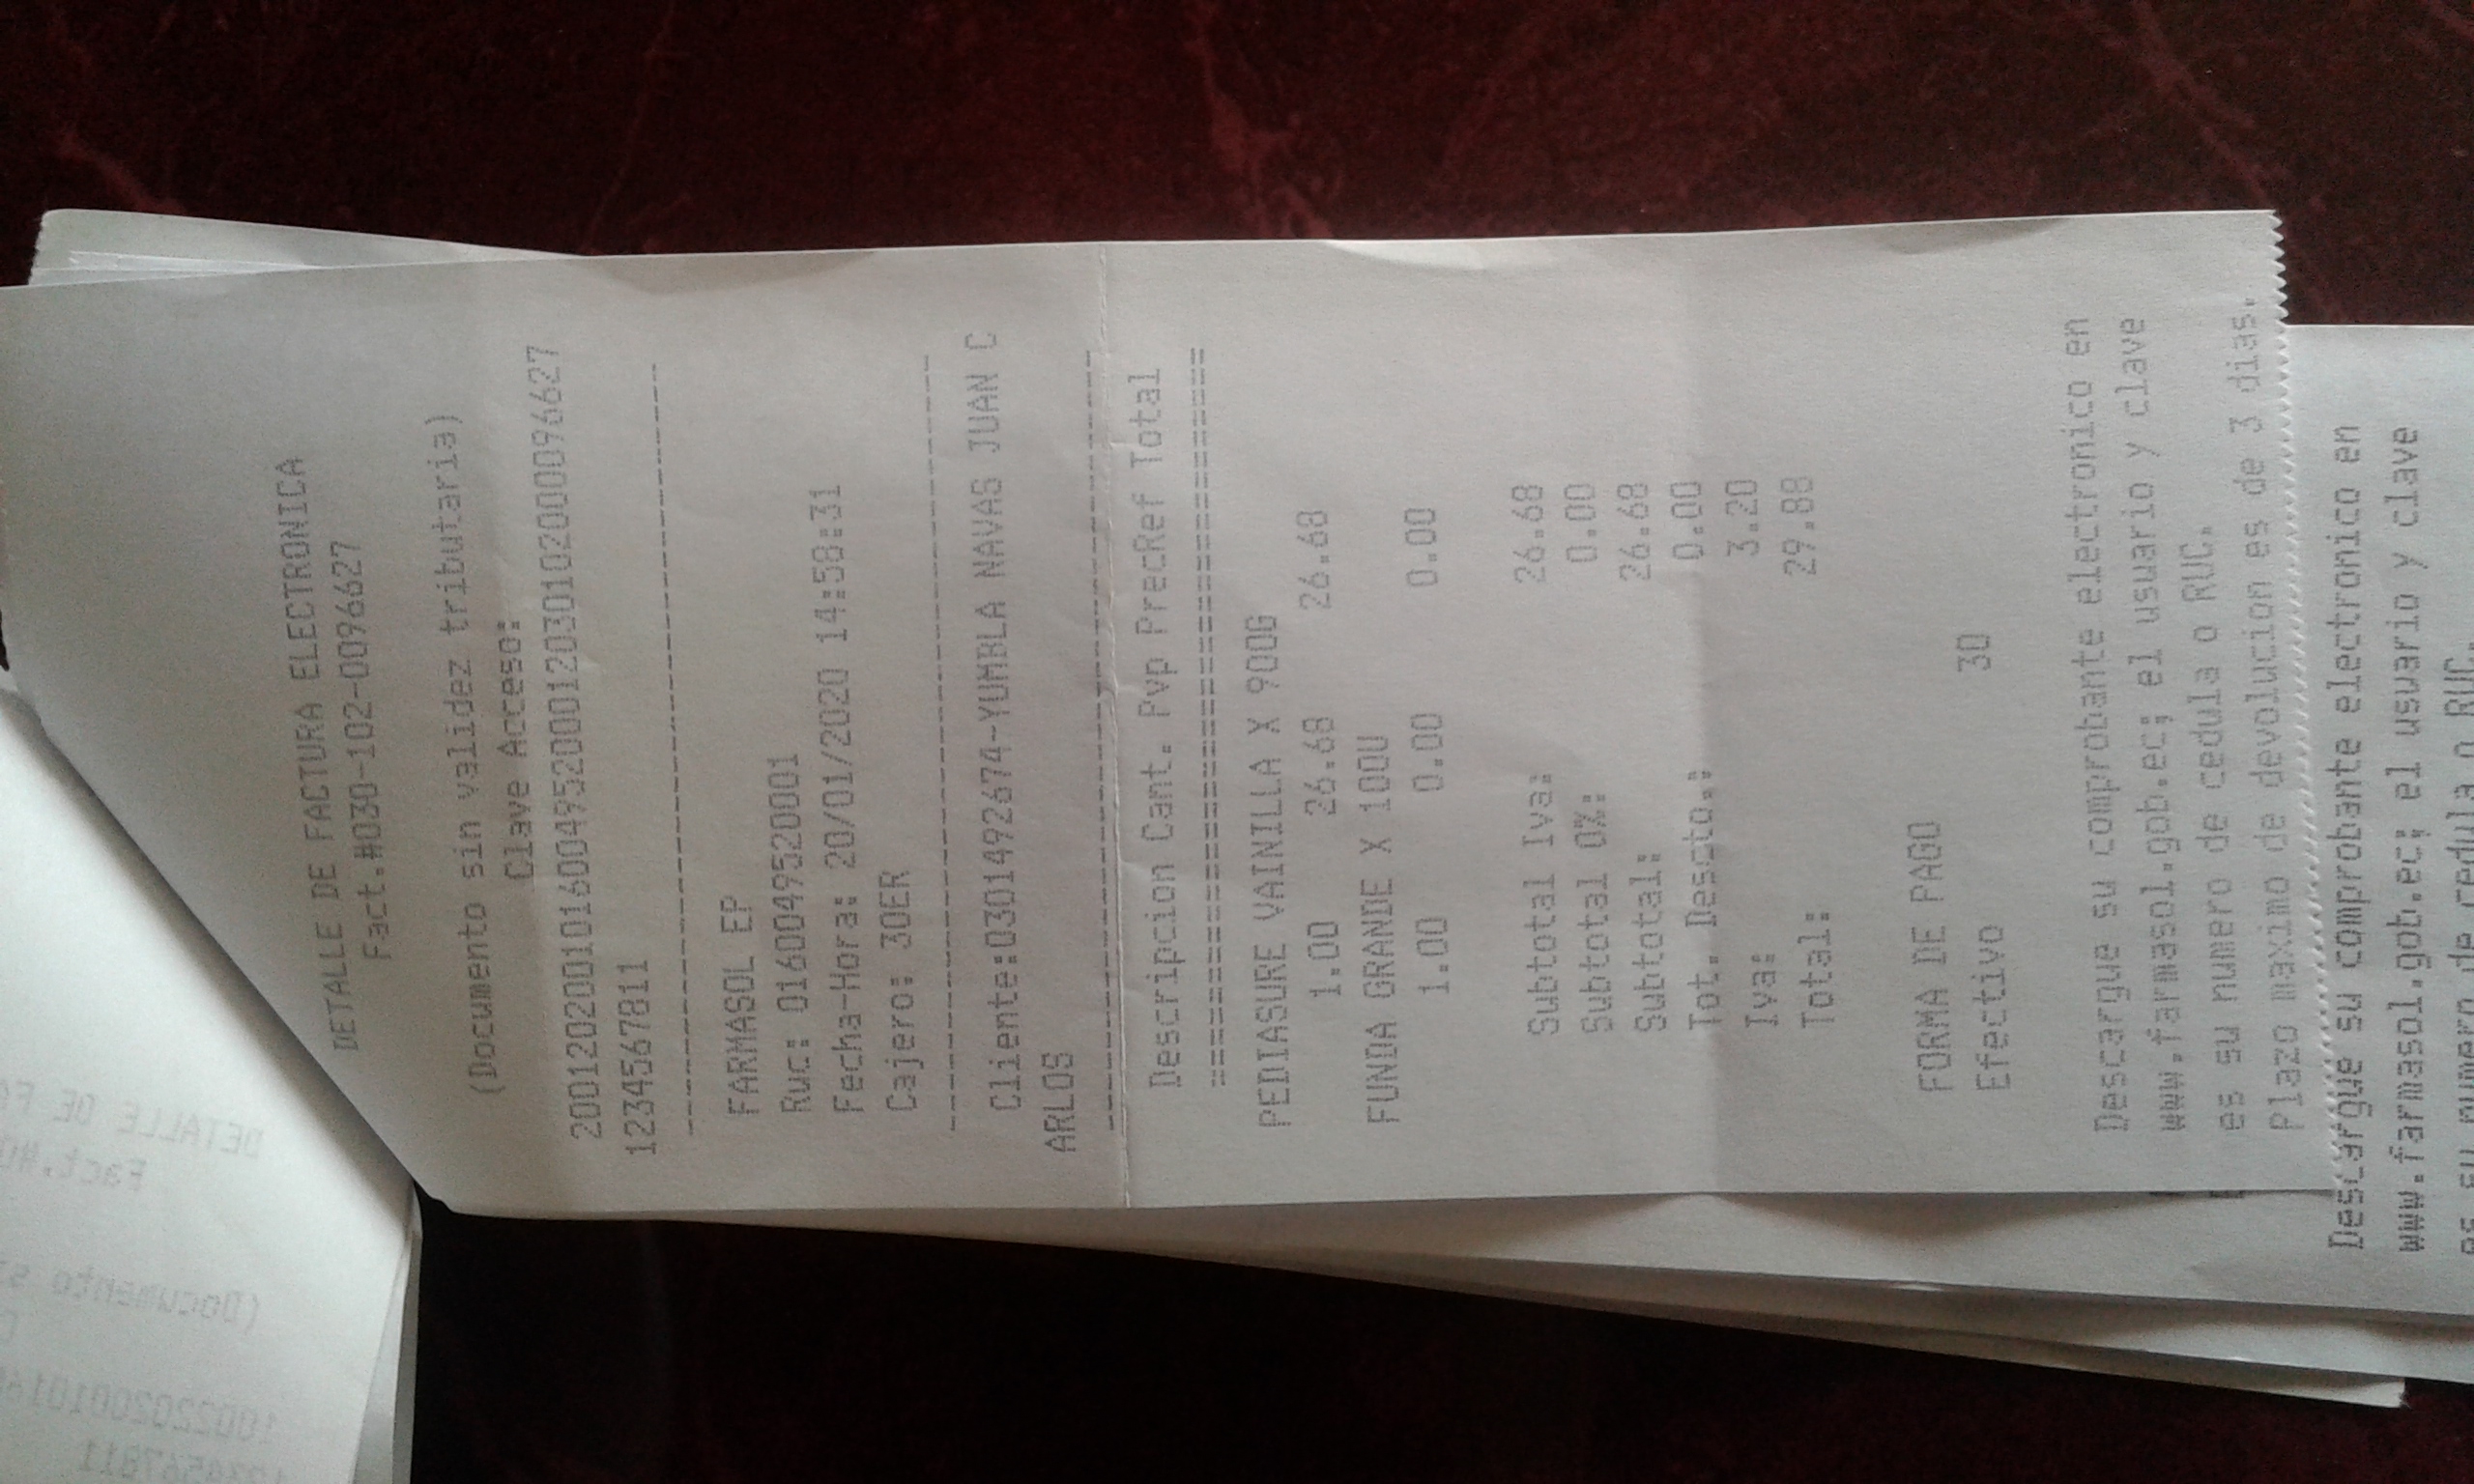 DETALLE DE FACTURA ELECTRONICA
Fact.#030-102-0096627
(Documento sin validez tributaria)
Clave Acceso:
200120200101600495200012030102000096627
1234567811
FARMASOL EP
Ruc: 0160049520001
Fecha-Hora: 20/01/2020 14:58:31
Cajero: 30ER
Cliente:0301492674-YUMBLA NAVAS JUAN C
ARLOS
Descripcion Cant. Pvp PrecRef Total
PEDIASURE VAINILLA X 900G
1.00 26.68 26.68
FUNDA GRANDE X 100U
1.00 0.00 0.00
Subtotal Iva: 26.68
Subtotal 0%: 0.00
Subtotal: 26.68
Tot. Descto.: 0.00
Iva: 3.20
Total: 29.88
FORMA DE PAGO
Efectivo 30
Descargue su comprobante electronico en
www.farmasol.gob.ec; el usuario y clave
es su numero de cedula o RUC.
Plazo maximo de devolucion es de 3 dias.
Descargue su comprobante electronico en
www.farmasol.gob.ec; el usuario y clave
es su numero de cedula o RUC.